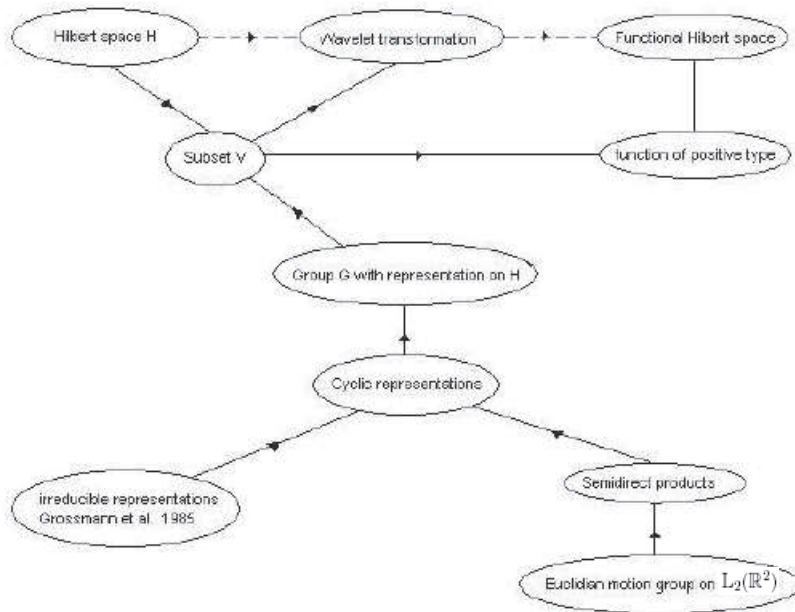 Hilbert space H
Wavelet transformation
Functional Hilbert space
Subset V
function of positive type
Group G with representation on H
Cyclic representations
irreducible representations
Grossmann et al. 1985
Semidirect products
Euclidian motion group on L₂(ℝ²)